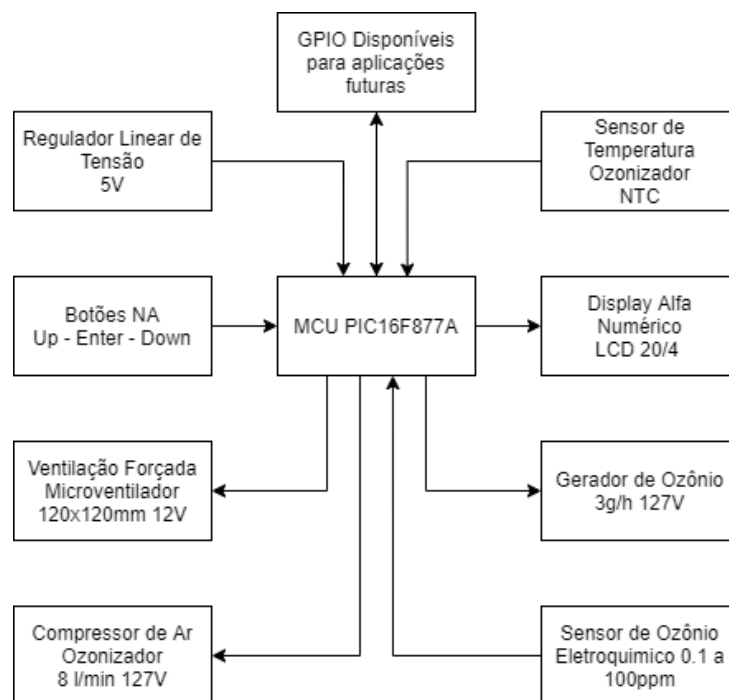 GPIO Disponíveis
para aplicações
futuras
Regulador Linear de
Tensão
5V
Sensor de
Temperatura
Ozonizador
NTC
Botões NA
Up - Enter - Down
MCU PIC16F877A
Display Alfa
Numérico
LCD 20/4
Ventilação Forçada
Microventilador
120x120mm 12V
Gerador de Ozônio
3g/h 127V
Compressor de Ar
Ozonizador
8 l/min 127V
Sensor de Ozônio
Eletroquimico 0.1 a
100ppm